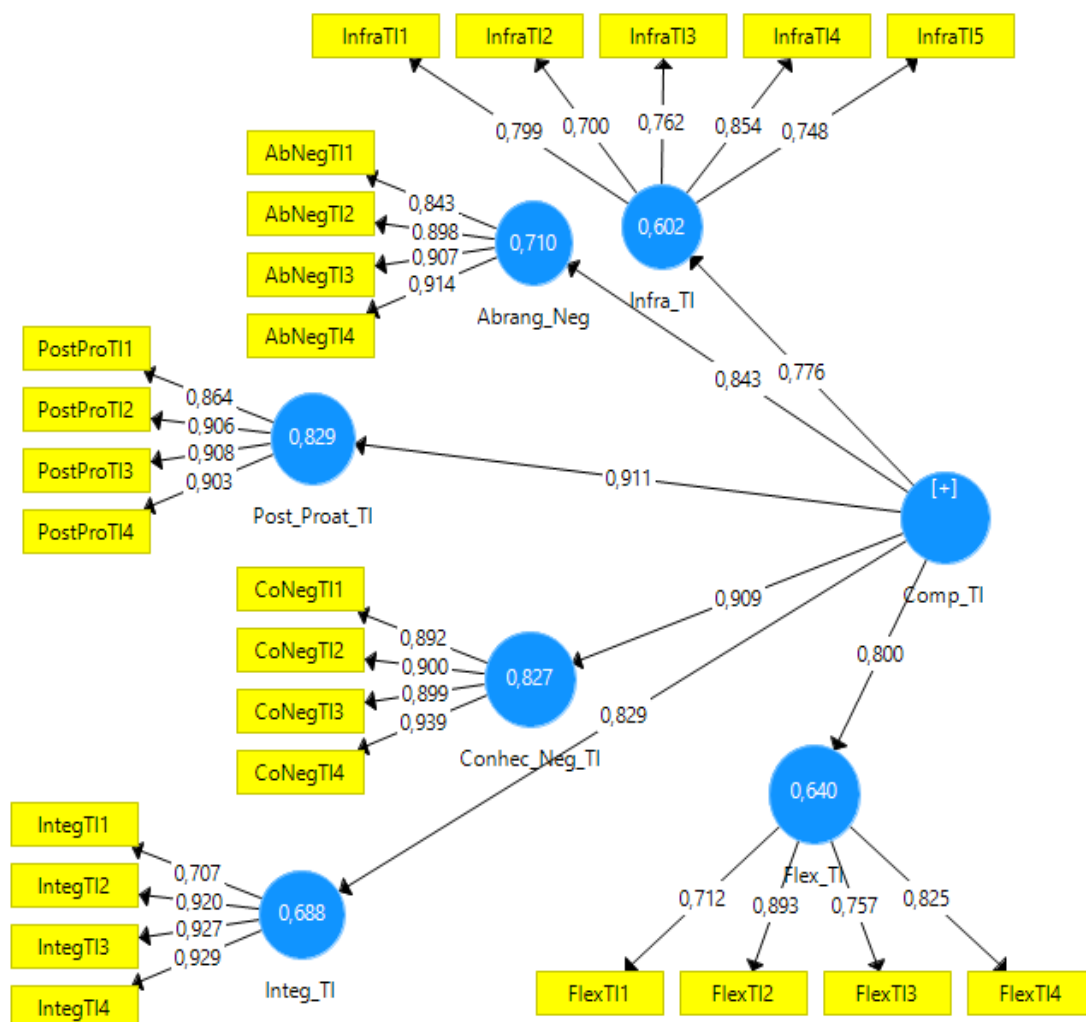 InfraTI1 InfraTI2 InfraTI3 InfraTI4 InfraTI5
0,799 0,700 0,762 0,854 0,748
AbNegTI1
AbNegTI2
AbNegTI3
AbNegTI4
0,843
0,898
0,907
0,914
0,710
Abrang_Neg
0,602
Infra_TI
0,843
0,776
PostProTI1
PostProTI2
PostProTI3
PostProTI4
0,864
0,906
0,908
0,903
0,829
Post_Proat_TI
0,911
[+]
Comp_TI
CoNegTI1
CoNegTI2
CoNegTI3
CoNegTI4
0,892
0,900
0,899
0,939
0,827
Conhec_Neg_TI
0,909
0,829
0,800
IntegTI1
IntegTI2
IntegTI3
IntegTI4
0,707
0,920
0,927
0,929
0,688
Integ_TI
0,640
Flex_TI
0,712 0,893 0,757 0,825
FlexTI1 FlexTI2 FlexTI3 FlexTI4